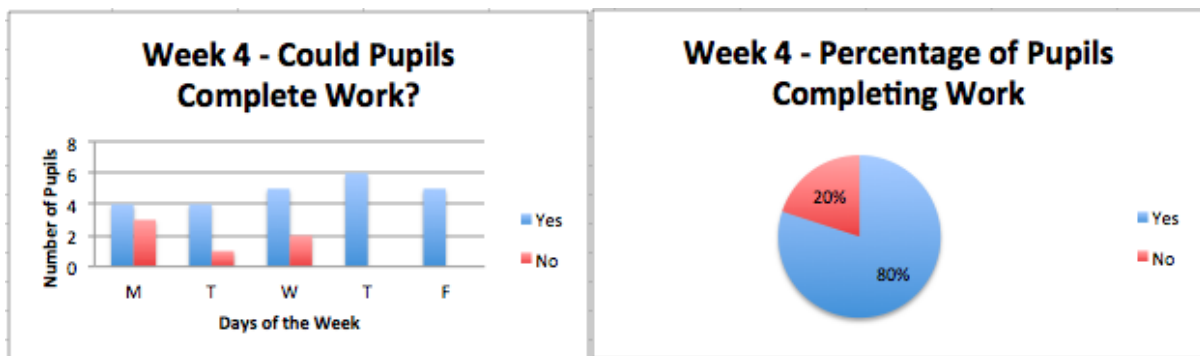 Week 4 - Could Pupils
Complete Work?
8
6
4
2
0
Number of Pupils
M T W T F
Days of the Week
Yes
No
Week 4 - Percentage of Pupils
Completing Work
20%
80%
Yes
No